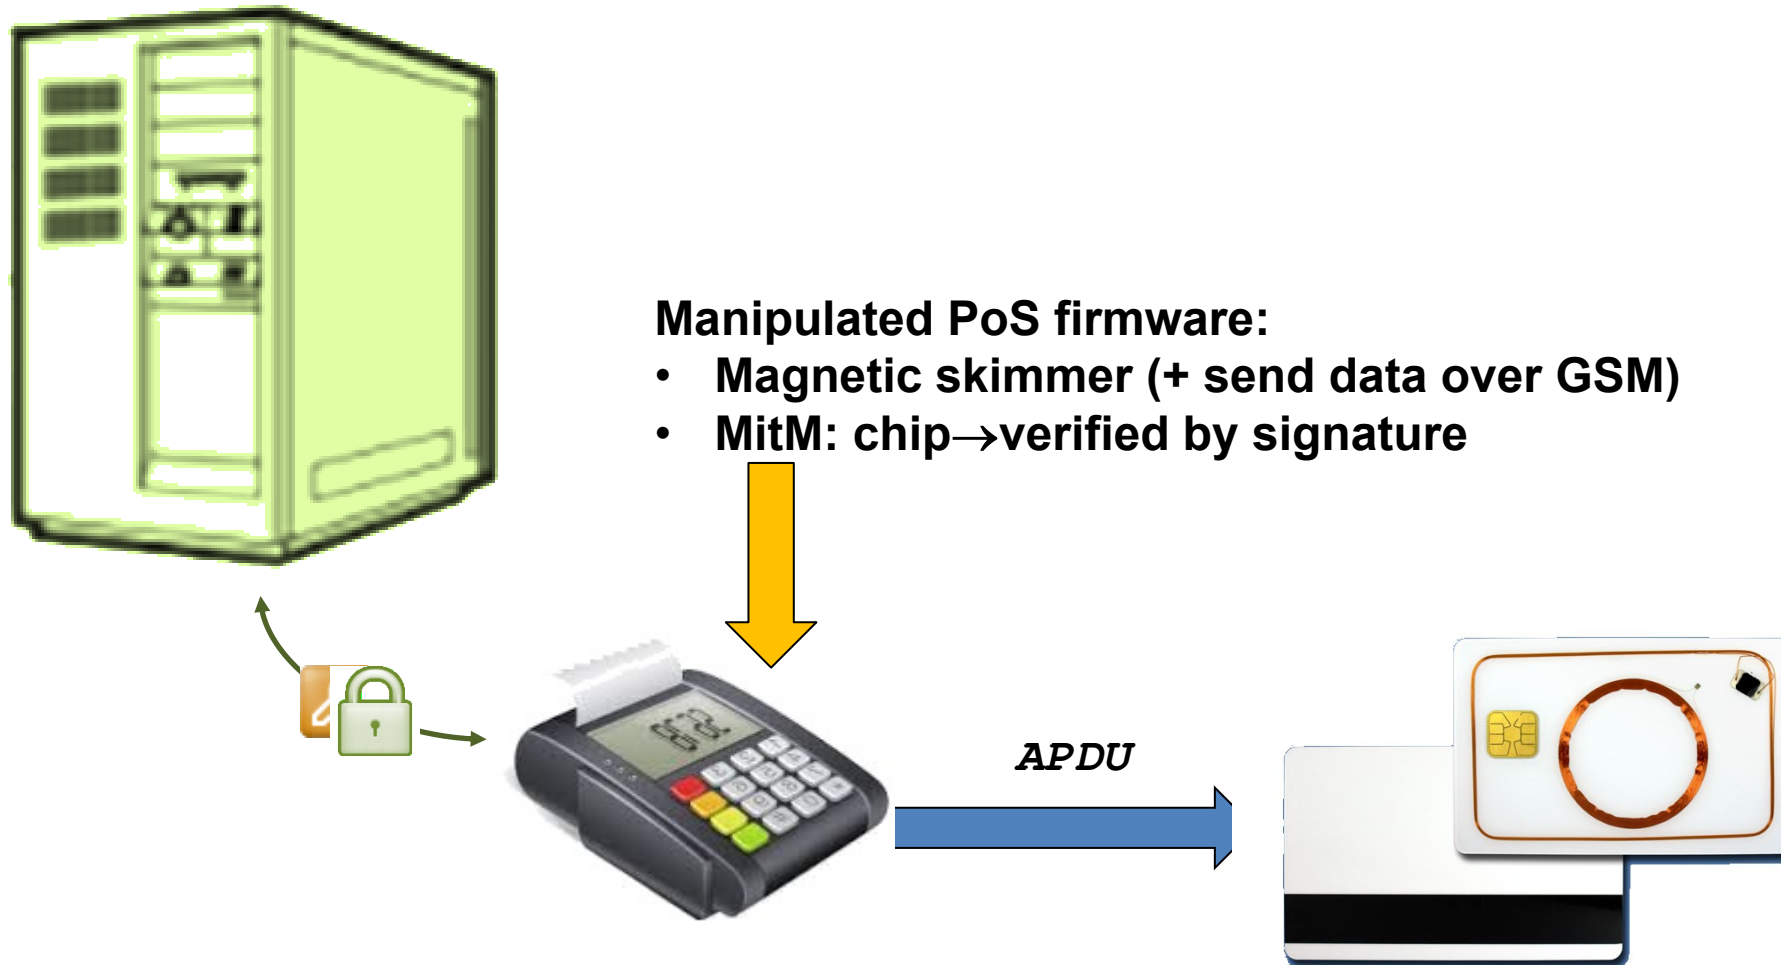 Manipulated PoS firmware:
• Magnetic skimmer (+ send data over GSM)
• MitM: chip→verified by signature
APDU